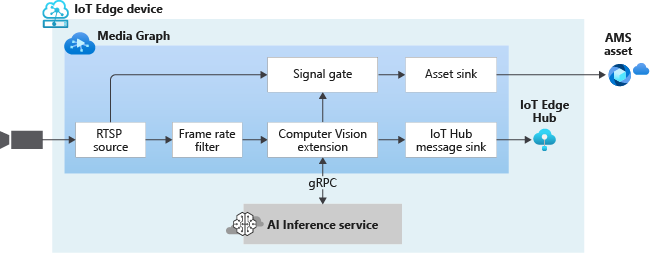 IoT Edge device
Media Graph
Signal gate
Asset sink
AMS
asset
RTSP
source
Frame rate
filter
Computer Vision
extension
IoT Hub
message sink
IoT Edge
Hub
gRPC
AI Inference service